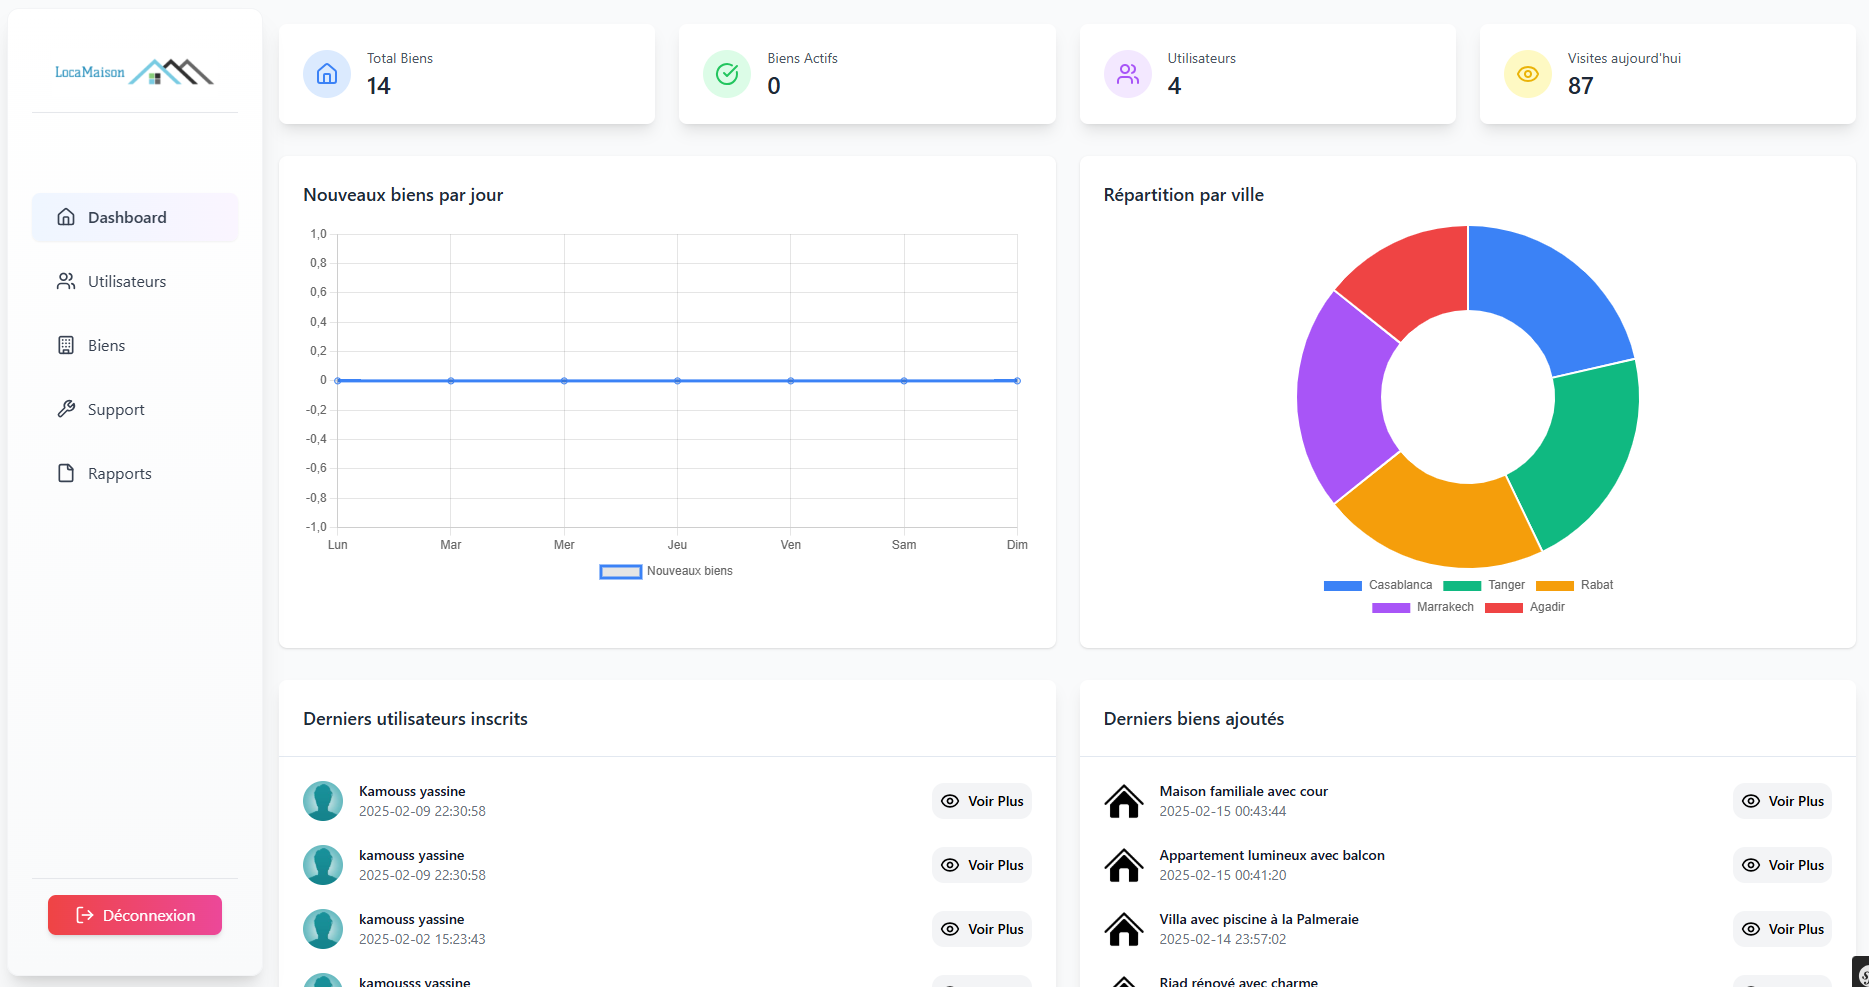 LocaMaison
Dashboard
Utilisateurs
Biens
Support
Rapports
Déconnexion
Total Biens
14
Biens Actifs
0
Utilisateurs
4
Visites aujourd'hui
87
Nouveaux biens par jour
1,0
0,8
0,6
0,4
0,2
0
-0,2
-0,4
-0,6
-0,8
-1,0
Lun Mar Mer Jeu Ven Sam Dim
Nouveaux biens
Répartition par ville
Casablanca Tanger Rabat
Marrakech Agadir
Derniers utilisateurs inscrits
Kamouss yassine
2025-02-09 22:30:58
Voir Plus
kamouss yassine
2025-02-09 22:30:58
Voir Plus
kamouss yassine
2025-02-02 15:23:43
Voir Plus
kamousss yassine
Derniers biens ajoutés
Maison familiale avec cour
2025-02-15 00:43:44
Voir Plus
Appartement lumineux avec balcon
2025-02-15 00:41:20
Voir Plus
Villa avec piscine à la Palmeraie
2025-02-14 23:57:02
Voir Plus
Riad rénové avec charme